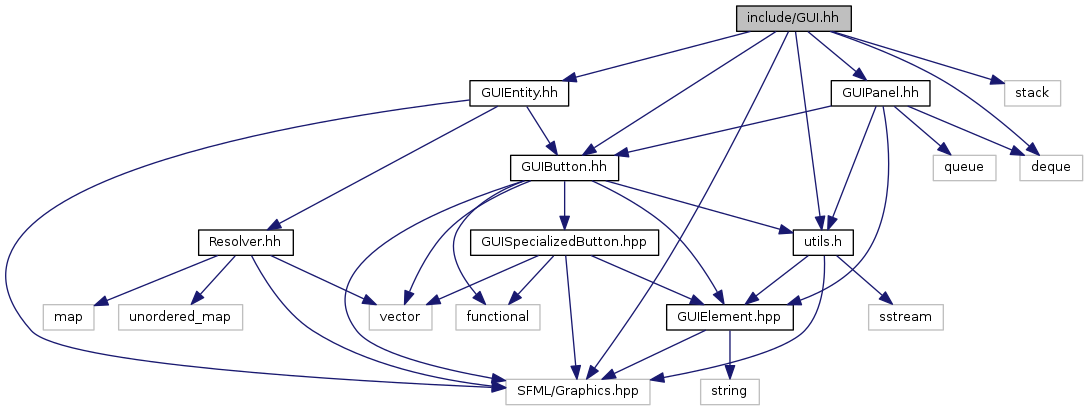 include/GUI.hh
GUIEntity.hh
GUIPanel.hh
stack
GUIButton.hh
queue
deque
Resolver.hh
GUISpecializedButton.hpp
utils.h
map
unordered_map
vector
functional
GUIElement.hpp
sstream
SFML/Graphics.hpp
string